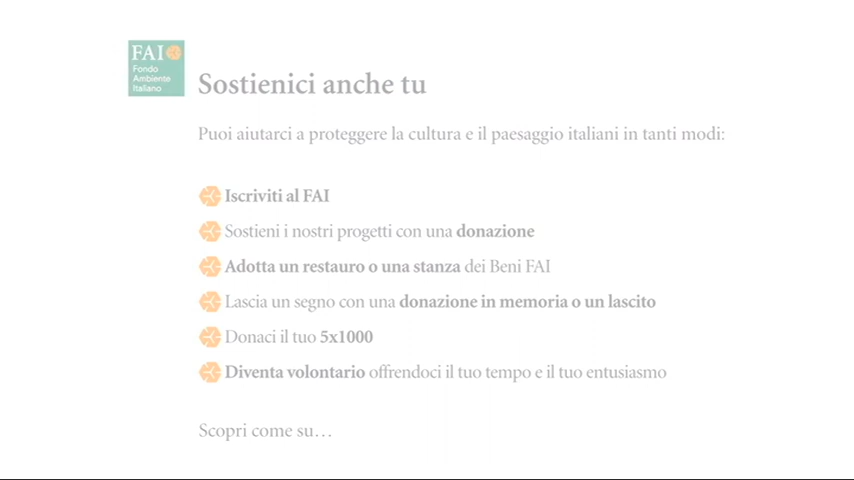 FAI
Fondo
Ambiente
Italiano
Sostienici anche tu
Puoi aiutarci a proteggere la cultura e il paesaggio italiani in tanti modi:
Iscriviti al FAI
Sostieni i nostri progetti con una donazione
Adotta un restauro o una stanza dei Beni FAI
Lascia un segno con una donazione in memoria o un lascito
Donaci il tuo 5x1000
Diventa volontario offrendoci il tuo tempo e il tuo entusiasmo
Scopri come su…